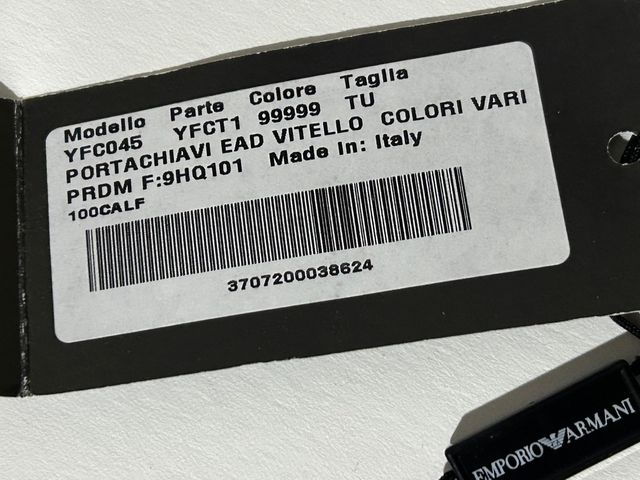 Modello Parte Colore Taglia
YFC045 YFCT1 99999 TU
PORTACHIAVI EAD VITELLO COLORI VARI
PRDM F:9HQ101 Made In: Italy
100CALF
3707200038624
EMPORIO ARMANI